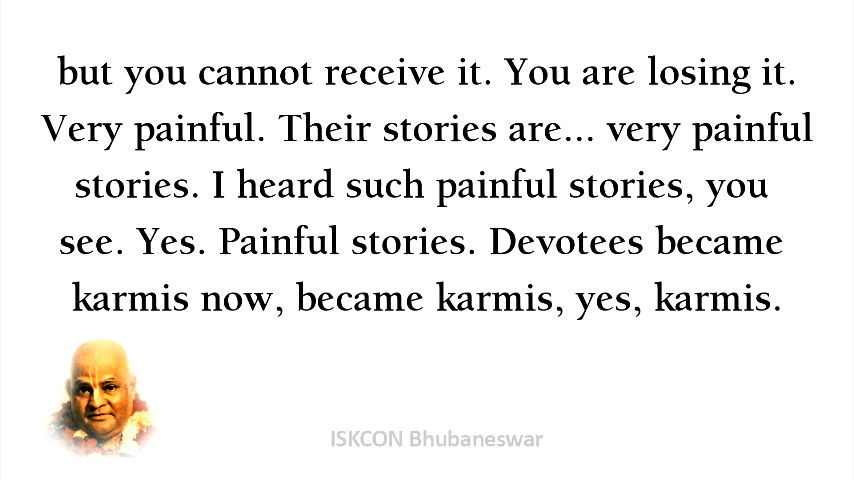 but you cannot receive it. You are losing it.
Very painful. Their stories are... very painful
stories. I heard such painful stories, you
see. Yes. Painful stories. Devotees became
karmis now, became karmis, yes, karmis.
ISKCON Bhubaneswar